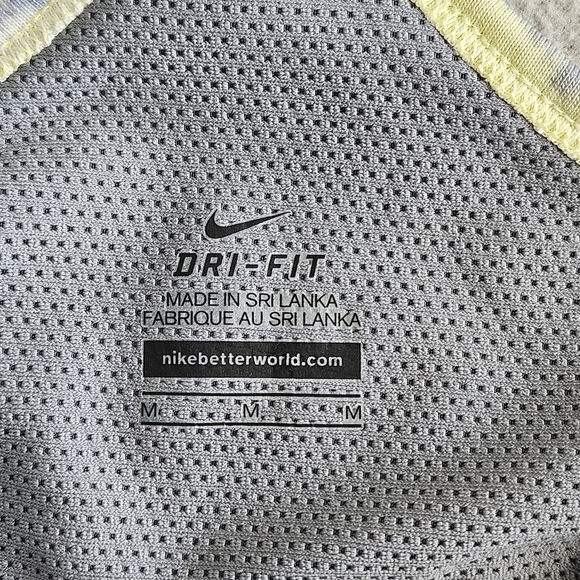 DRI-FIT
MADE IN SRI LANKA
FABRIQUE AU SRI LANKA
nikebetterworld.com
M M M